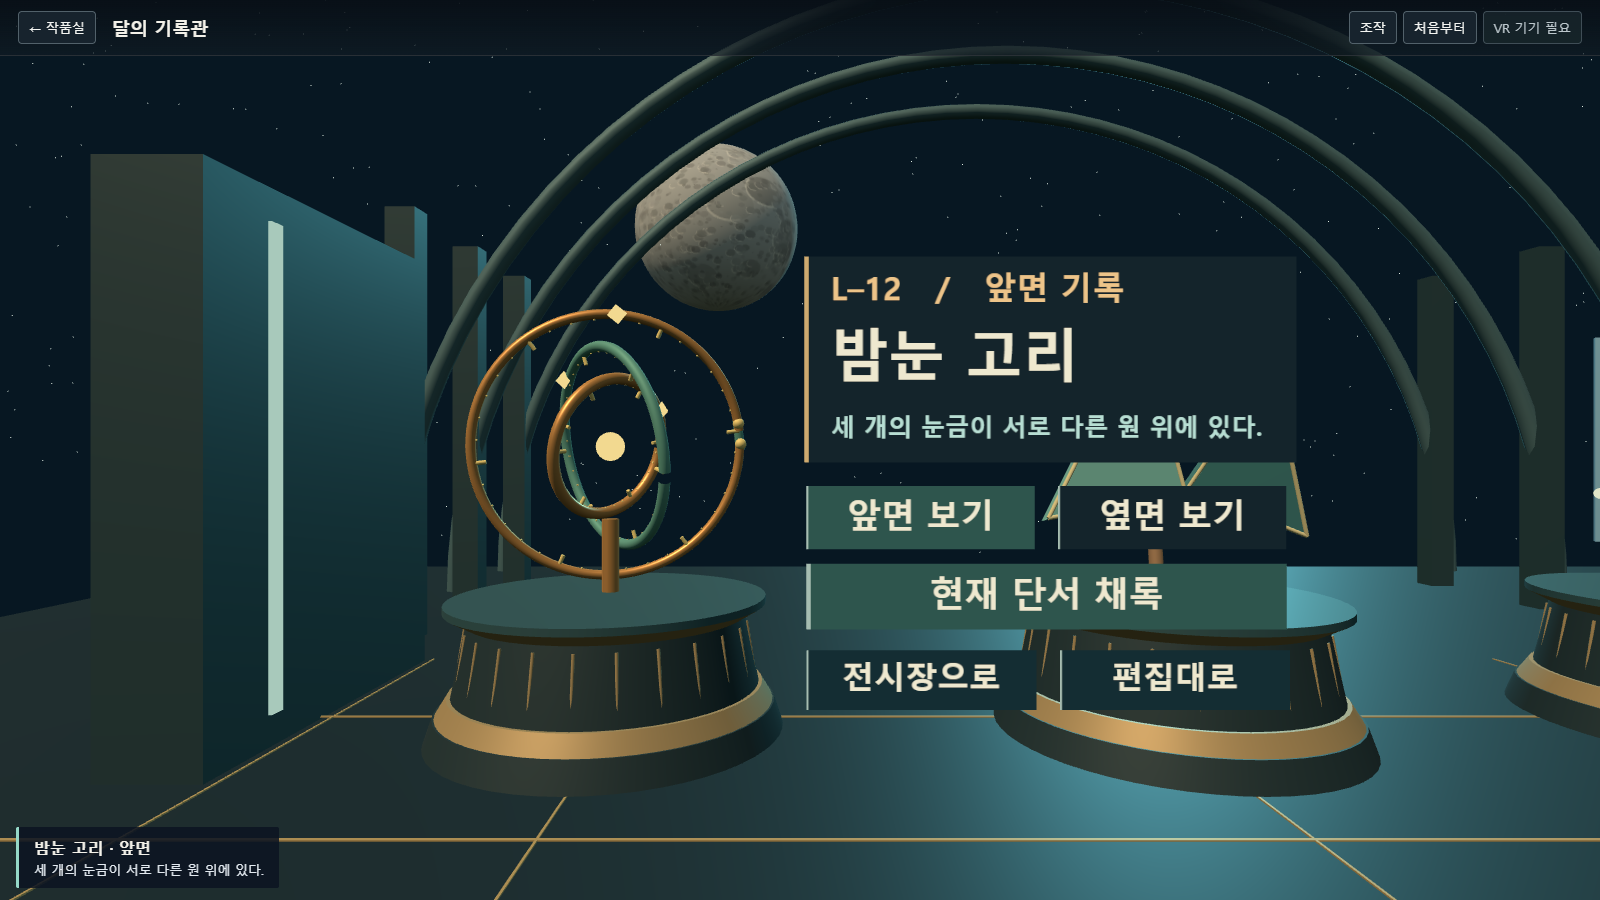 ← 작품실
달의 기록관
조작
처음부터
VR 기기 필요
L–12 / 앞면 기록
밤눈 고리
세 개의 눈금이 서로 다른 원 위에 있다.
앞면 보기
옆면 보기
현재 단서 채록
전시장으로
편집대로
밤눈 고리 · 앞면
세 개의 눈금이 서로 다른 원 위에 있다.